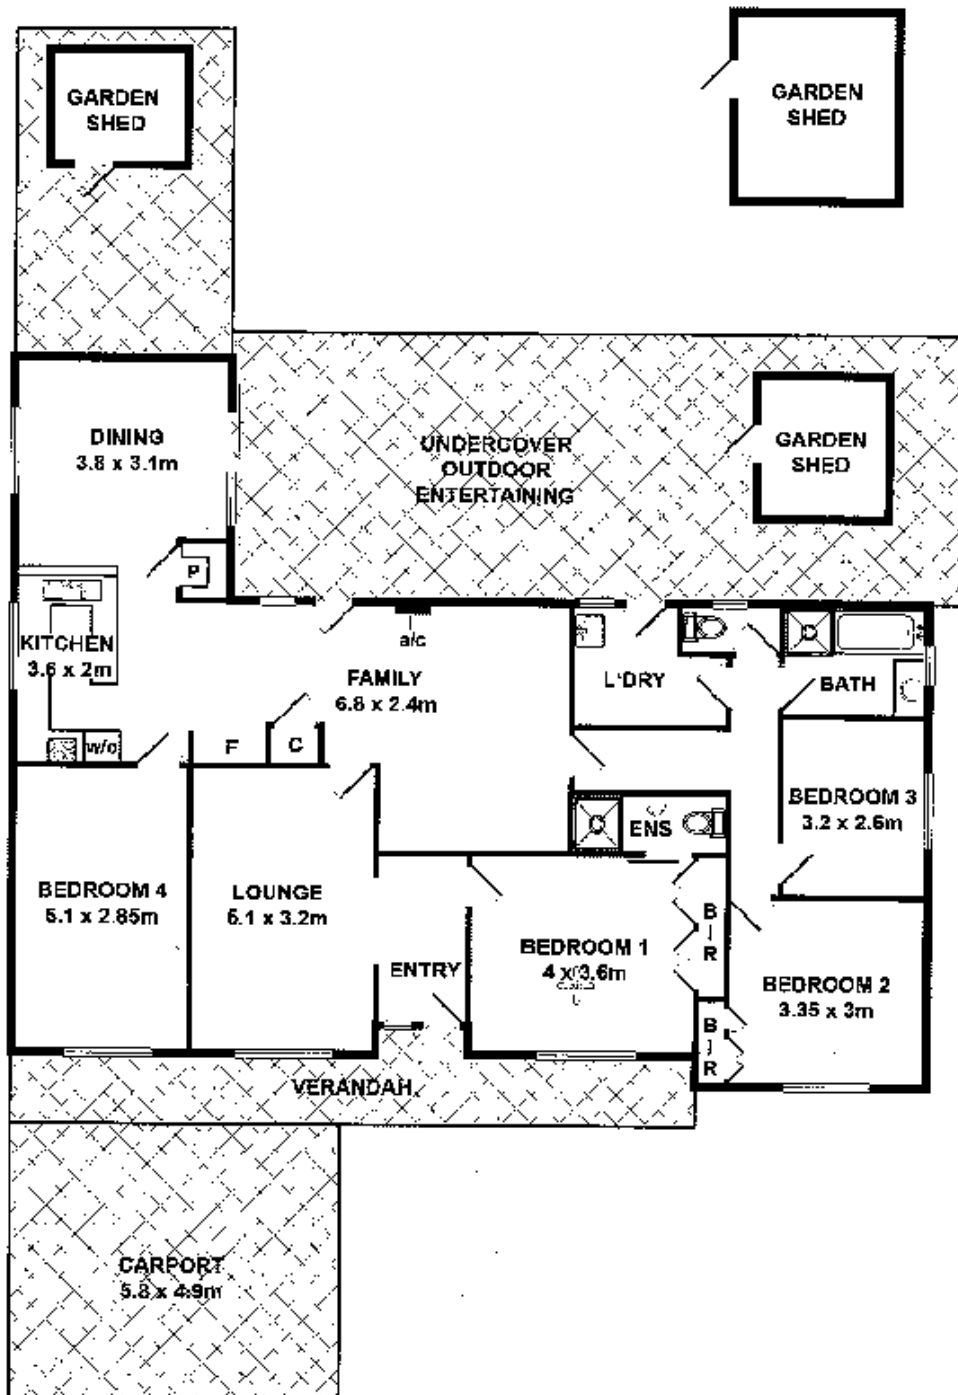 GARDEN
SHED
GARDEN
SHED
DINING
3.8 x 3.1m
UNDERCOVER
OUTDOOR
ENTERTAINING
GARDEN
SHED
P
KITCHEN
3.6 x 2m
a/c
FAMILY
6.8 x 2.4m
L'DRY
BATH
w/o
F
C
BEDROOM 3
3.2 x 2.6m
ENS
BEDROOM 4
5.1 x 2.85m
LOUNGE
5.1 x 3.2m
B
I
R
BEDROOM 1
4 x 3.6m
ENTRY
BEDROOM 2
3.35 x 3m
B
I
R
VERANDAH
CARPORT
5.8 x 4.9m